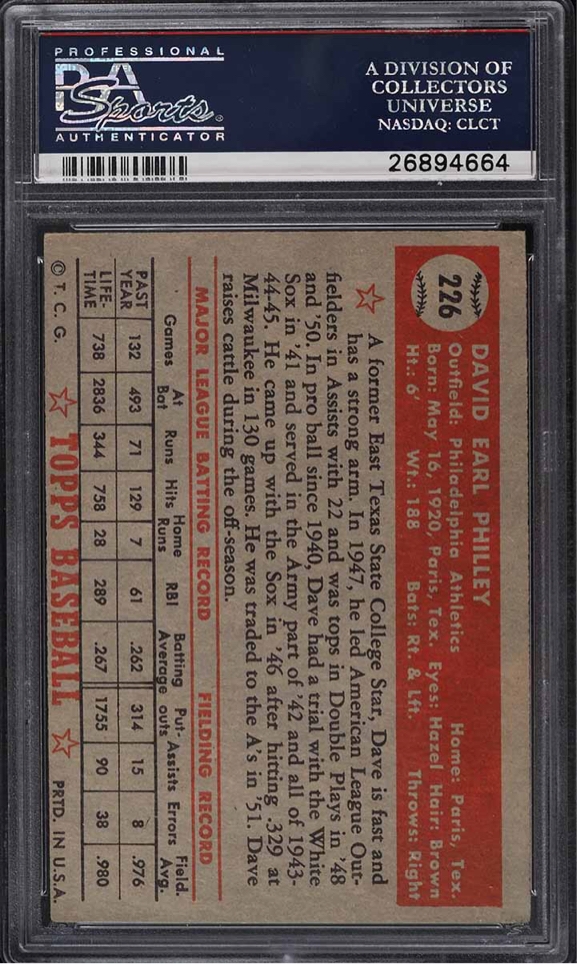 PROFESSIONAL
PSA
Sports
AUTHENTICATOR
A DIVISION OF
COLLECTORS
UNIVERSE
NASDAQ: CLCT
26894664
226
DAVID EARL PHILLEY
Outfield: Philadelphia Athletics Home: Paris, Tex.
Born: May 16, 1920, Paris, Tex. Eyes: Hazel Hair: Brown
Ht.: 6' Wt.: 188 Bats: Rt. & Lft. Throws: Right
A former East Texas State College Star, Dave is fast and
has a strong arm. In 1947, he led American League Out-
fielders in Assists with 22 and was tops in Double Plays in '48
and '50. In pro ball since 1940, Dave had a trial with the White
Sox in '41 and served in the Army part of '42 and all of 1943-
44-45. He came up with the Sox in '46 after hitting .329 at
Milwaukee in 130 games. He was traded to the A's in '51. Dave
raises cattle during the off-season.
MAJOR LEAGUE BATTING RECORD FIELDING RECORD
Games At Bat Runs Hits Home Runs RBI Batting Average Put-outs Assists Errors Field. Avg.
PAST YEAR 132 493 71 129 7 61 .262 314 15 8 .976
LIFE-TIME 738 2836 344 758 28 289 .267 1755 90 38 .980
© T. C. G. TOPPS BASEBALL PRTD. IN U.S.A.